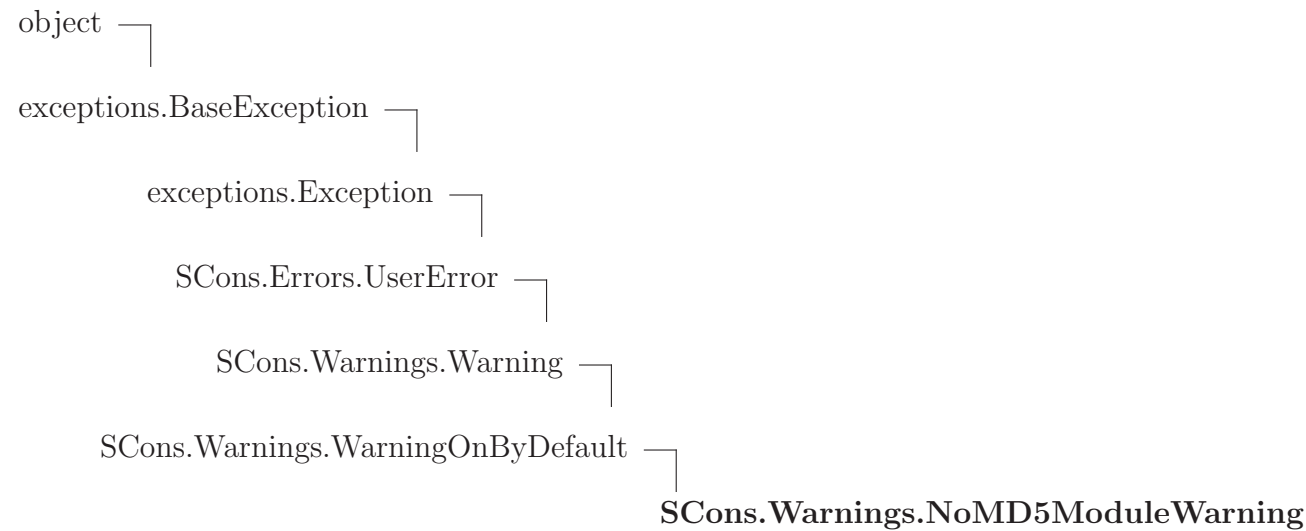 object
exceptions.BaseException
exceptions.Exception
SCons.Errors.UserError
SCons.Warnings.Warning
SCons.Warnings.WarningOnByDefault
SCons.Warnings.NoMD5ModuleWarning